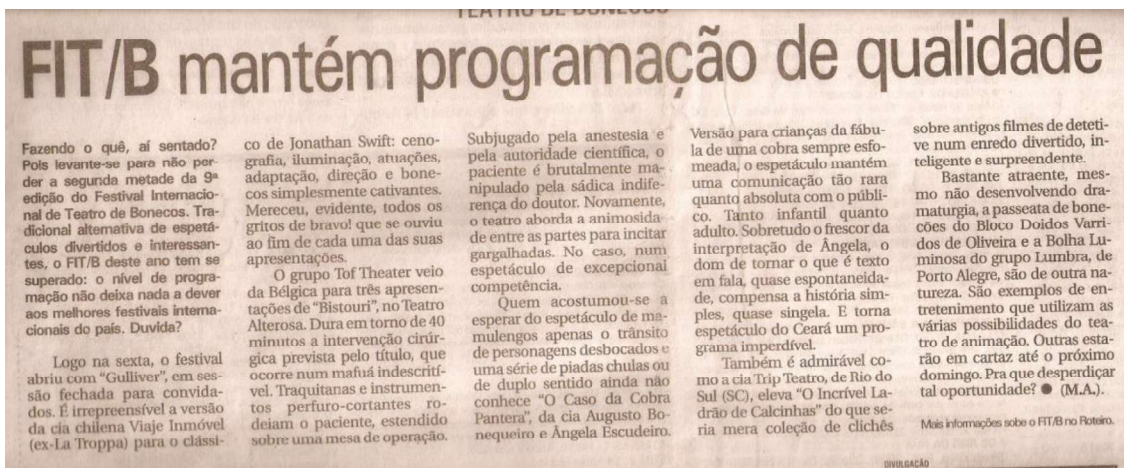 TEATRO DE BONECOS
FIT/B mantém programação de qualidade
Fazendo o quê, aí sentado?
Pois levante-se para não per-
der a segunda metade da 9ª
edição do Festival Internacio-
nal de Teatro de Bonecos. Tra-
dicional alternativa de espetá-
culos divertidos e interessan-
tes, o FIT/B deste ano tem se
superado: o nível de progra-
mação não deixa nada a dever
aos melhores festivais interna-
cionais do país. Duvida?
Logo na sexta, o festival
abriu com “Gulliver”, em ses-
são fechada para convida-
dos. É irrepreensível a versão
da cia chilena Viaje Inmóvel
(ex-La Troppa) para o clássi-
co de Jonathan Swift: ceno-
grafia, iluminação, atuações,
adaptação, direção e bone-
cos simplesmente cativantes.
Mereceu, evidente, todos os
gritos de bravo! que se ouviu
ao fim de cada uma das suas
apresentações.
O grupo Tof Theater veio
da Bélgica para três apresen-
tações de “Bistouri”, no Teatro
Alterosa. Dura em torno de 40
minutos a intervenção cirúr-
gica prevista pelo título, que
ocorre num mafuá indescrití-
vel. Traquitanas e instrumen-
tos perfuro-cortantes ro-
deiam o paciente, estendido
sobre uma mesa de operação.
Subjugado pela anestesia e
pela autoridade científica, o
paciente é brutalmente ma-
nipulado pela sádica indife-
rença do doutor. Novamente,
o teatro aborda a animosida-
de entre as partes para incitar
gargalhadas. No caso, num
espetáculo de excepcional
competência.
Quem acostumou-se a
esperar do espetáculo de ma-
mulengos apenas o trânsito
de personagens desbocados e
uma série de piadas chulas ou
de duplo sentido ainda não
conhece “O Caso da Cobra
Pantera”, da cia Augusto Bo-
nequeiro e Ângela Escudeiro.
Versão para crianças da fábu-
la de uma cobra sempre esfo-
meada, o espetáculo mantém
uma comunicação tão rara
quanto absoluta com o públi-
co. Tanto infantil quanto
adulto. Sobretudo o frescor da
interpretação de Ângela, o
dom de tornar o que é texto
em fala, quase espontaneida-
de, compensa a história sim-
ples, quase singela. E torna
espetáculo do Ceará um pro-
grama imperdível.
Também é admirável co-
mo a cia Trip Teatro, de Rio do
Sul (SC), eleva “O Incrível La-
drão de Calcinhas” do que se-
ria mera coleção de clichês
sobre antigos filmes de deteti-
ve num enredo divertido, in-
teligente e surpreendente.
Bastante atraente, mes-
mo não desenvolvendo dra-
maturgia, a passeata de bone-
cões do Bloco Doidos Varri-
dos de Oliveira e a Bolha Lu-
minosa do grupo Lumbra, de
Porto Alegre, são de outra na-
tureza. São exemplos de en-
tretenimento que utilizam as
várias possibilidades do tea-
tro de animação. Outras esta-
rão em cartaz até o próximo
domingo. Pra que desperdiçar
tal oportunidade? ● (M.A.).
Mais informações sobe o FIT/B no Roteiro.
DIVULGAÇÃO